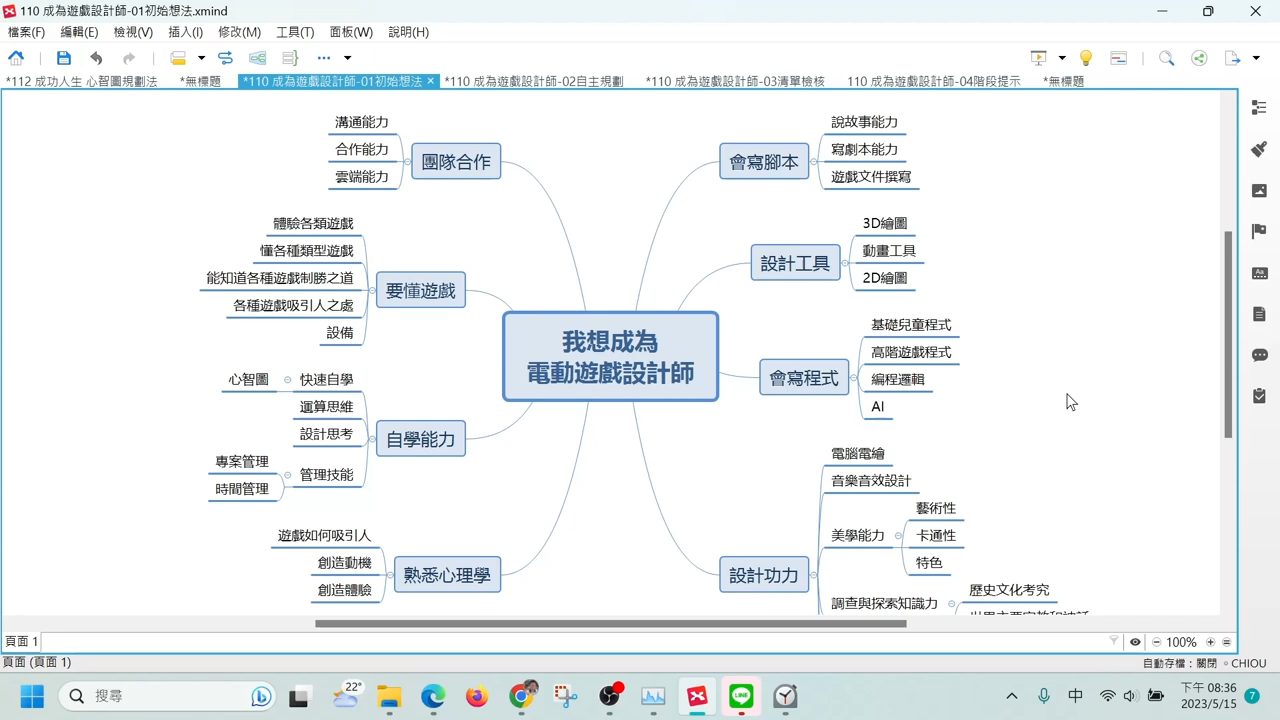 110 成為遊戲設計師-01初始想法.xmind
檔案(F) 編輯(E) 檢視(V) 插入(I) 修改(M) 工具(T) 面板(W) 說明(H)
*112 成功人生 心智圖規劃法 *無標題 *110 成為遊戲設計師-01初始想法 *110 成為遊戲設計師-02自主規劃 *110 成為遊戲設計師-03清單檢核 110 成為遊戲設計師-04階段提示 *無標題
我想成為
電動遊戲設計師
會寫腳本
說故事能力
寫劇本能力
遊戲文件撰寫
設計工具
3D繪圖
動畫工具
2D繪圖
會寫程式
基礎兒童程式
高階遊戲程式
編程邏輯
AI
設計功力
電腦電繪
音樂音效設計
美學能力
藝術性
卡通性
特色
調查與探索知識力
歷史文化考究
團隊合作
溝通能力
合作能力
雲端能力
要懂遊戲
體驗各類遊戲
懂各種類型遊戲
能知道各種遊戲制勝之道
各種遊戲吸引人之處
設備
自學能力
快速自學
心智圖
運算思維
設計思考
管理技能
專案管理
時間管理
熟悉心理學
遊戲如何吸引人
創造動機
創造體驗
頁面 1
100%
頁面 (頁面 1)
自動存檔：關閉 CHIOU
搜尋
22°
中
下午 08:36
2023/5/15
7